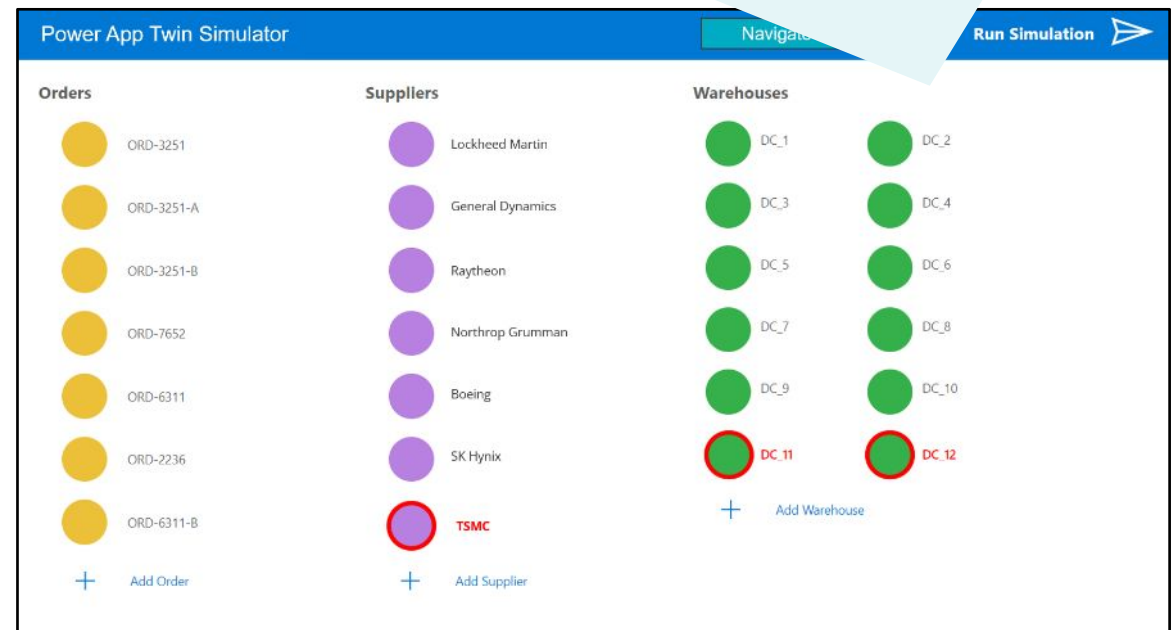 Power App Twin Simulator
Run Simulation
Orders
ORD-3251
ORD-3251-A
ORD-3251-B
ORD-7652
ORD-6311
ORD-2236
ORD-6311-B
Add Order
Suppliers
Lockheed Martin
General Dynamics
Raytheon
Northrop Grumman
Boeing
SK Hynix
TSMC
Add Supplier
Warehouses
DC_1
DC_2
DC_3
DC_4
DC_5
DC_6
DC_7
DC_8
DC_9
DC_10
DC_11
DC_12
Add Warehouse